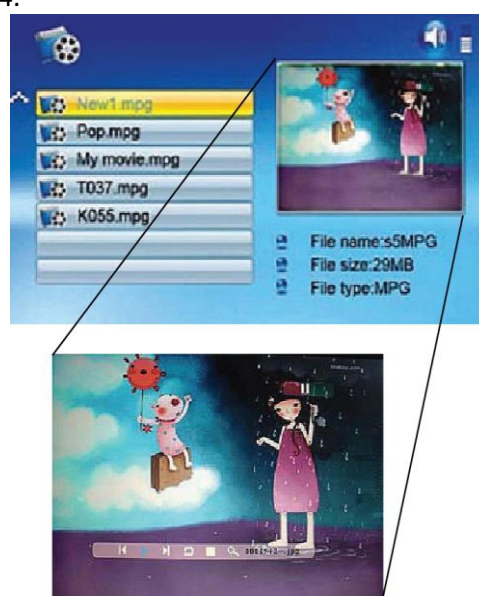 4.
New1.mpg
Pop.mpg
My movie.mpg
T037.mpg
K055.mpg
File name:s5MPG
File size:29MB
File type:MPG